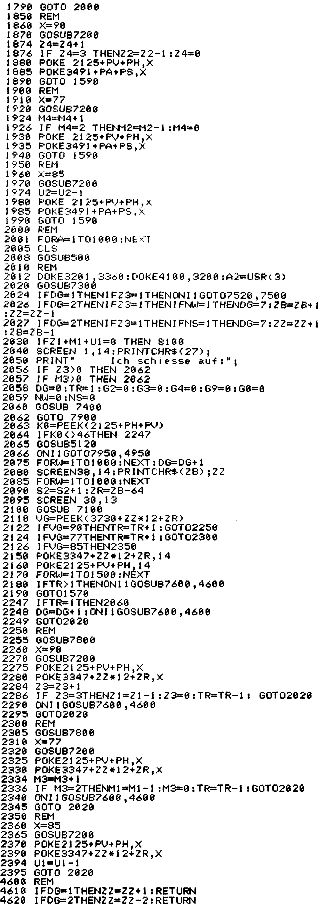 1790 GOTO 2000
1850 REM
1860 X=90
1870 GOSUB7200
1874 Z4=Z4+1
1876 IF Z4=3 THENZ2=Z2-1:Z4=0
1880 POKE 2125+PV+PH,X
1885 POKE3491+PA+PS,X
1890 GOTO 1590
1900 REM
1910 X=77
1920 GOSUB7200
1924 M4=M4+1
1926 IF M4=2 THENM2=M2-1:M4=0
1930 POKE 2125+PV+PH,X
1935 POKE3491+PA+PS,X
1940 GOTO 1590
1950 REM
1960 X=85
1970 GOSUB7200
1974 U2=U2-1
1980 POKE 2125+PV+PH,X
1985 POKE3491+PA+PS,X
1990 GOTO 1590
2000 REM
2001 FORW=1TO1000:NEXT
2005 CLS
2008 GOSUB500
2010 REM
2012 DOKE3201,3360:DOKE4100,3200:A2=USR(3)
2020 GOSUB7300
2024 IFDG=1THENIFZ3=1THENONI1GOTO7520,7500
2026 IFDG=2THENIFZ3=1THENIFNW=1THENDG=7:ZB=ZB+1
:ZZ=ZZ-1
2027 IFDG=2THENIFZ3=1THENIFNS=1THENDG=7:ZZ=ZZ+1
:ZB=ZB-1
2030 IFZ1+M1+U1=0 THEN 8100
2040 SCREEN 1,14:PRINTCHR$(27);
2050 PRINT" Ich schiesse auf:";
2056 IF Z3>0 THEN 2062
2057 IF M3>0 THEN 2062
2058 DG=0:TR=1:G2=0:G3=0:G4=0:G9=0:G0=0
2059 NW=0:NS=0
2060 GOSUB 7400
2062 GOTO 7900
2063 K0=PEEK(2125+PH+PV)
2064 IFK0<>46THEN 2247
2065 GOSUB5120
2066 ONI1GOTO7950,4950
2075 FORW=1TO1000:NEXT:DG=DG+1
2080 SCREEN30,14:PRINTCHR$(ZB);ZZ
2085 FORW=1TO1000:NEXT
2090 S2=S2+1:ZR=ZB-64
2095 SCREEN 30,13
2100 GOSUB 7100
2110 VG=PEEK(3730+ZZ*12+ZR)
2122 IFVG=90THENTR=TR+1:GOTO2250
2124 IFVG=77THENTR=TR+1:GOTO2300
2126 IFVG=85THEN2350
2150 POKE3347+ZZ*12+ZR,14
2160 POKE2125+PV+PH,14
2170 FORW=1TO1500:NEXT
2180 IFTR>1THENONI1GOSUB7600,4600
2190 GOTO1570
2247 IFTR=1THEN2060
2248 DG=DG+1:ONI1GOSUB7600,4600
2249 GOTO2020
2250 REM
2255 GOSUB7800
2260 X=90
2270 GOSUB7200
2275 POKE2125+PV+PH,X
2280 POKE3347+ZZ*12+ZR,X
2284 Z3=Z3+1
2286 IF Z3=3THENZ1=Z1-1:Z3=0:TR=TR-1: GOTO2020
2290 ONI1GOSUB7600,4600
2295 GOTO2020
2300 REM
2305 GOSUB7800
2310 X=77
2320 GOSUB7200
2325 POKE2125+PV+PH,X
2330 POKE3347+ZZ*12+ZR,X
2334 M3=M3+1
2336 IF M3=2THENM1=M1-1:M3=0:TR=TR-1:GOTO2020
2340 ONI1GOSUB7600,4600
2345 GOTO 2020
2350 REM
2360 X=85
2365 GOSUB7200
2370 POKE2125+PV+PH,X
2390 POKE3347+ZZ*12+ZR,X
2394 U1=U1-1
2395 GOTO 2020
4600 REM
4610 IFDG=1THENZZ=ZZ+1:RETURN
4620 IFDG=2THENZZ=ZZ-2:RETURN